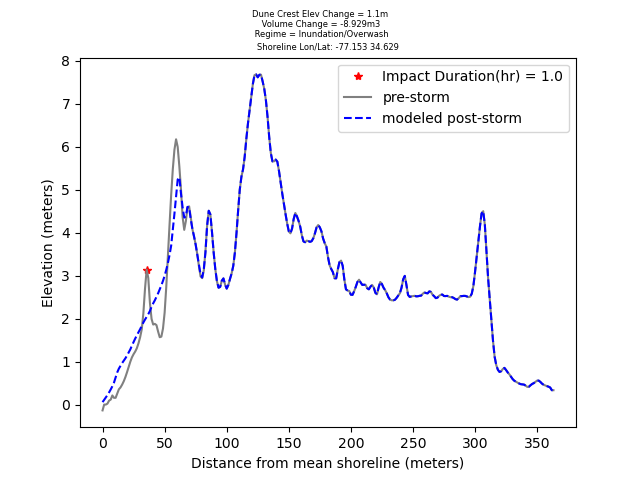 Dune Crest Elev Change = 1.1m
Volume Change = -8.929m3
Regime = Inundation/Overwash
Shoreline Lon/Lat: -77.153 34.629
Impact Duration(hr) = 1.0
pre-storm
modeled post-storm
Elevation (meters)
8
7
6
5
4
3
2
1
0
0 50 100 150 200 250 300 350
Distance from mean shoreline (meters)